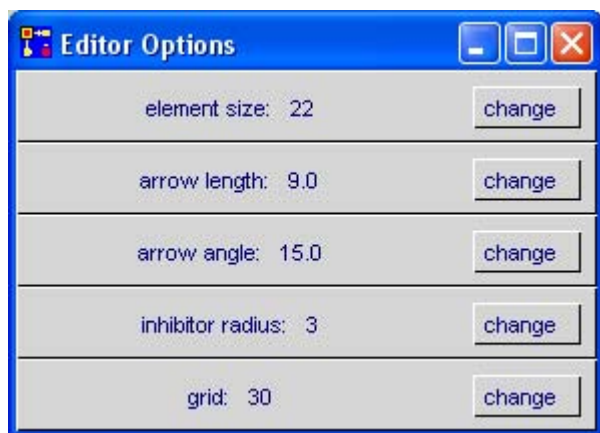 Editor Options
element size: 22 change
arrow length: 9.0 change
arrow angle: 15.0 change
inhibitor radius: 3 change
grid: 30 change